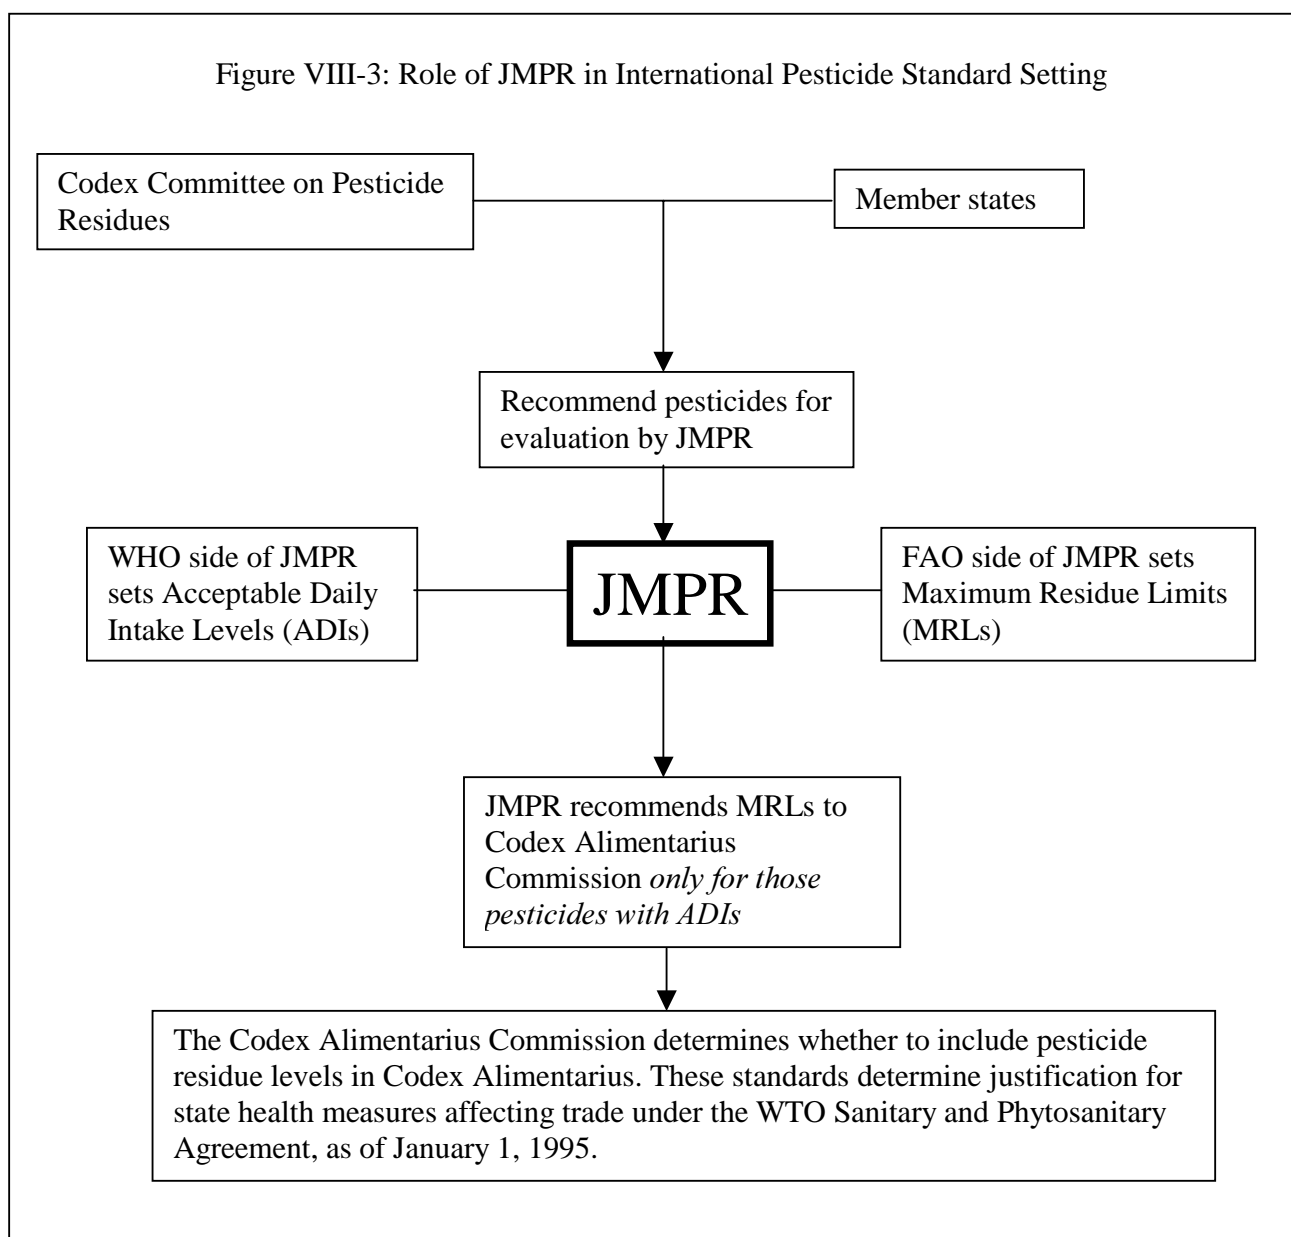 Figure VIII-3: Role of JMPR in International Pesticide Standard Setting
Codex Committee on Pesticide
Residues
Member states
Recommend pesticides for
evaluation by JMPR
WHO side of JMPR
sets Acceptable Daily
Intake Levels (ADIs)
JMPR
FAO side of JMPR sets
Maximum Residue Limits
(MRLs)
JMPR recommends MRLs to
Codex Alimentarius
Commission only for those
pesticides with ADIs
The Codex Alimentarius Commission determines whether to include pesticide
residue levels in Codex Alimentarius. These standards determine justification for
state health measures affecting trade under the WTO Sanitary and Phytosanitary
Agreement, as of January 1, 1995.